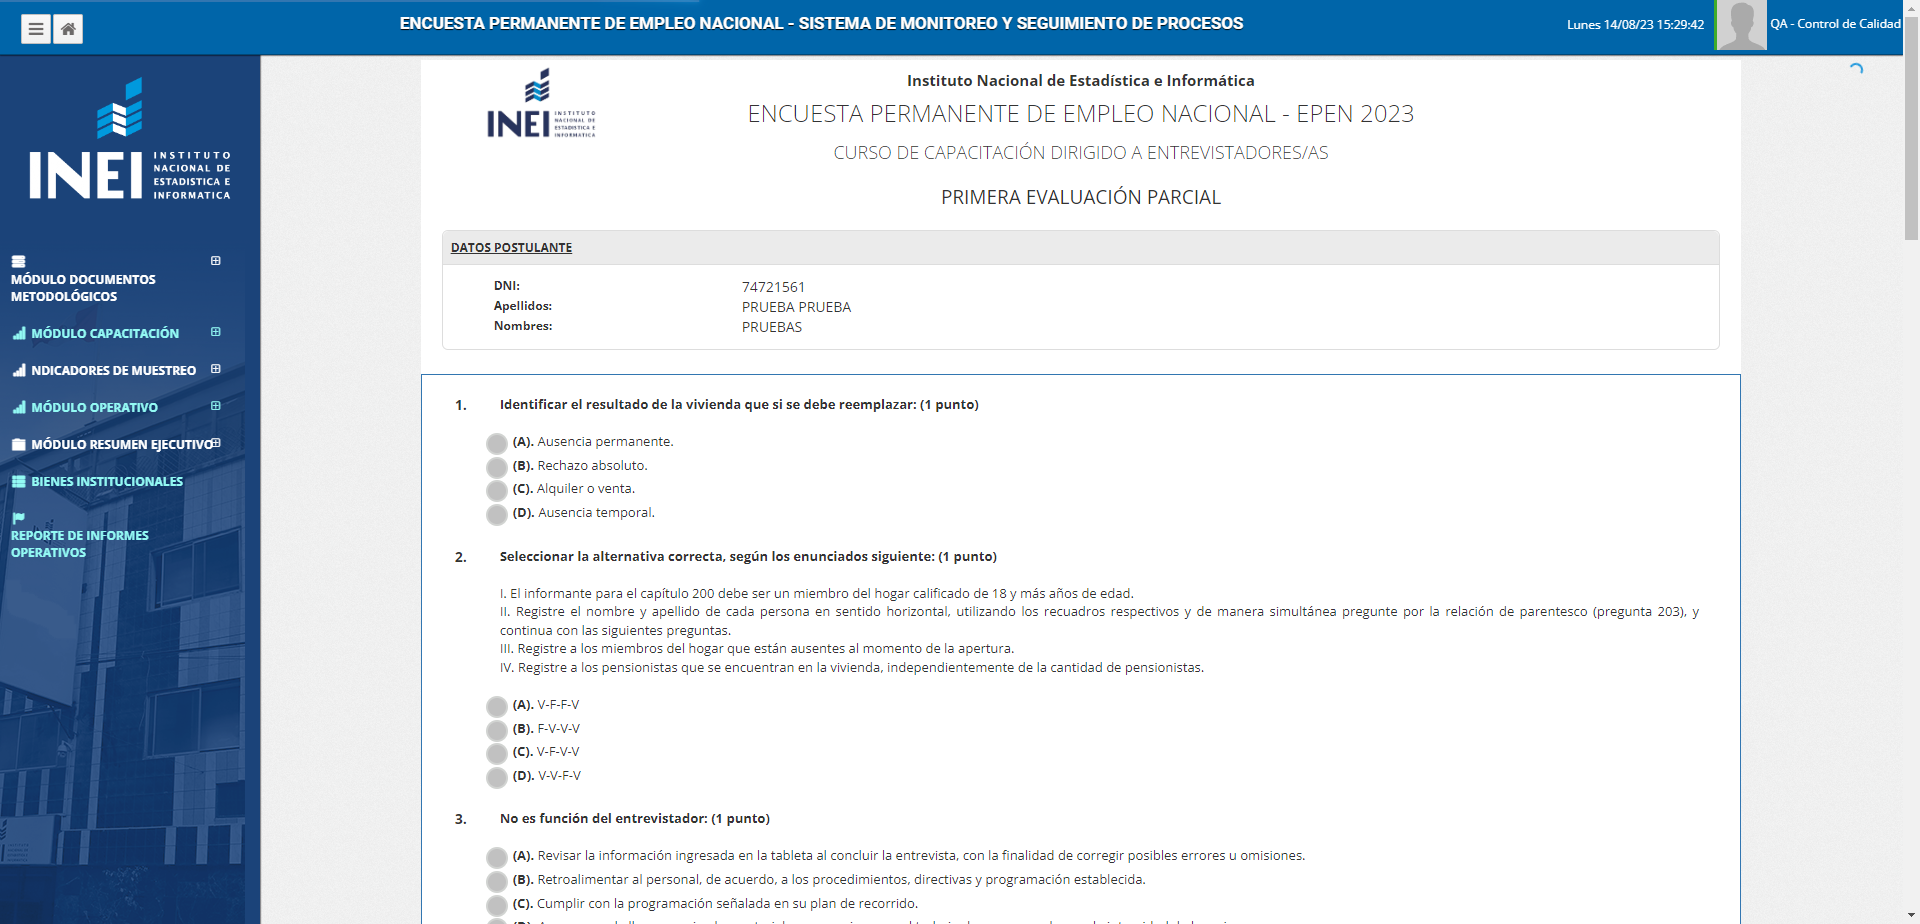 ENCUESTA PERMANENTE DE EMPLEO NACIONAL - SISTEMA DE MONITOREO Y SEGUIMIENTO DE PROCESOS
Lunes 14/08/23 15:29:42
QA - Control de Calidad
INEI
INSTITUTO
NACIONAL DE
ESTADISTICA E
INFORMATICA
MÓDULO DOCUMENTOS
METODOLÓGICOS
MÓDULO CAPACITACIÓN
NDICADORES DE MUESTREO
MÓDULO OPERATIVO
MÓDULO RESUMEN EJECUTIVO
BIENES INSTITUCIONALES
REPORTE DE INFORMES
OPERATIVOS
INEI
INSTITUTO
NACIONAL DE
ESTADISTICA E
INFORMATICA
Instituto Nacional de Estadística e Informática
ENCUESTA PERMANENTE DE EMPLEO NACIONAL - EPEN 2023
CURSO DE CAPACITACIÓN DIRIGIDO A ENTREVISTADORES/AS
PRIMERA EVALUACIÓN PARCIAL
DATOS POSTULANTE
DNI: 74721561
Apellidos: PRUEBA PRUEBA
Nombres: PRUEBAS
1. Identificar el resultado de la vivienda que si se debe reemplazar: (1 punto)
(A). Ausencia permanente.
(B). Rechazo absoluto.
(C). Alquiler o venta.
(D). Ausencia temporal.
2. Seleccionar la alternativa correcta, según los enunciados siguiente: (1 punto)
I. El informante para el capítulo 200 debe ser un miembro del hogar calificado de 18 y más años de edad.
II. Registre el nombre y apellido de cada persona en sentido horizontal, utilizando los recuadros respectivos y de manera simultánea pregunte por la relación de parentesco (pregunta 203), y
continua con las siguientes preguntas.
III. Registre a los miembros del hogar que están ausentes al momento de la apertura.
IV. Registre a los pensionistas que se encuentran en la vivienda, independientemente de la cantidad de pensionistas.
(A). V-F-F-V
(B). F-V-V-V
(C). V-F-V-V
(D). V-V-F-V
3. No es función del entrevistador: (1 punto)
(A). Revisar la información ingresada en la tableta al concluir la entrevista, con la finalidad de corregir posibles errores u omisiones.
(B). Retroalimentar al personal, de acuerdo, a los procedimientos, directivas y programación establecida.
(C). Cumplir con la programación señalada en su plan de recorrido.